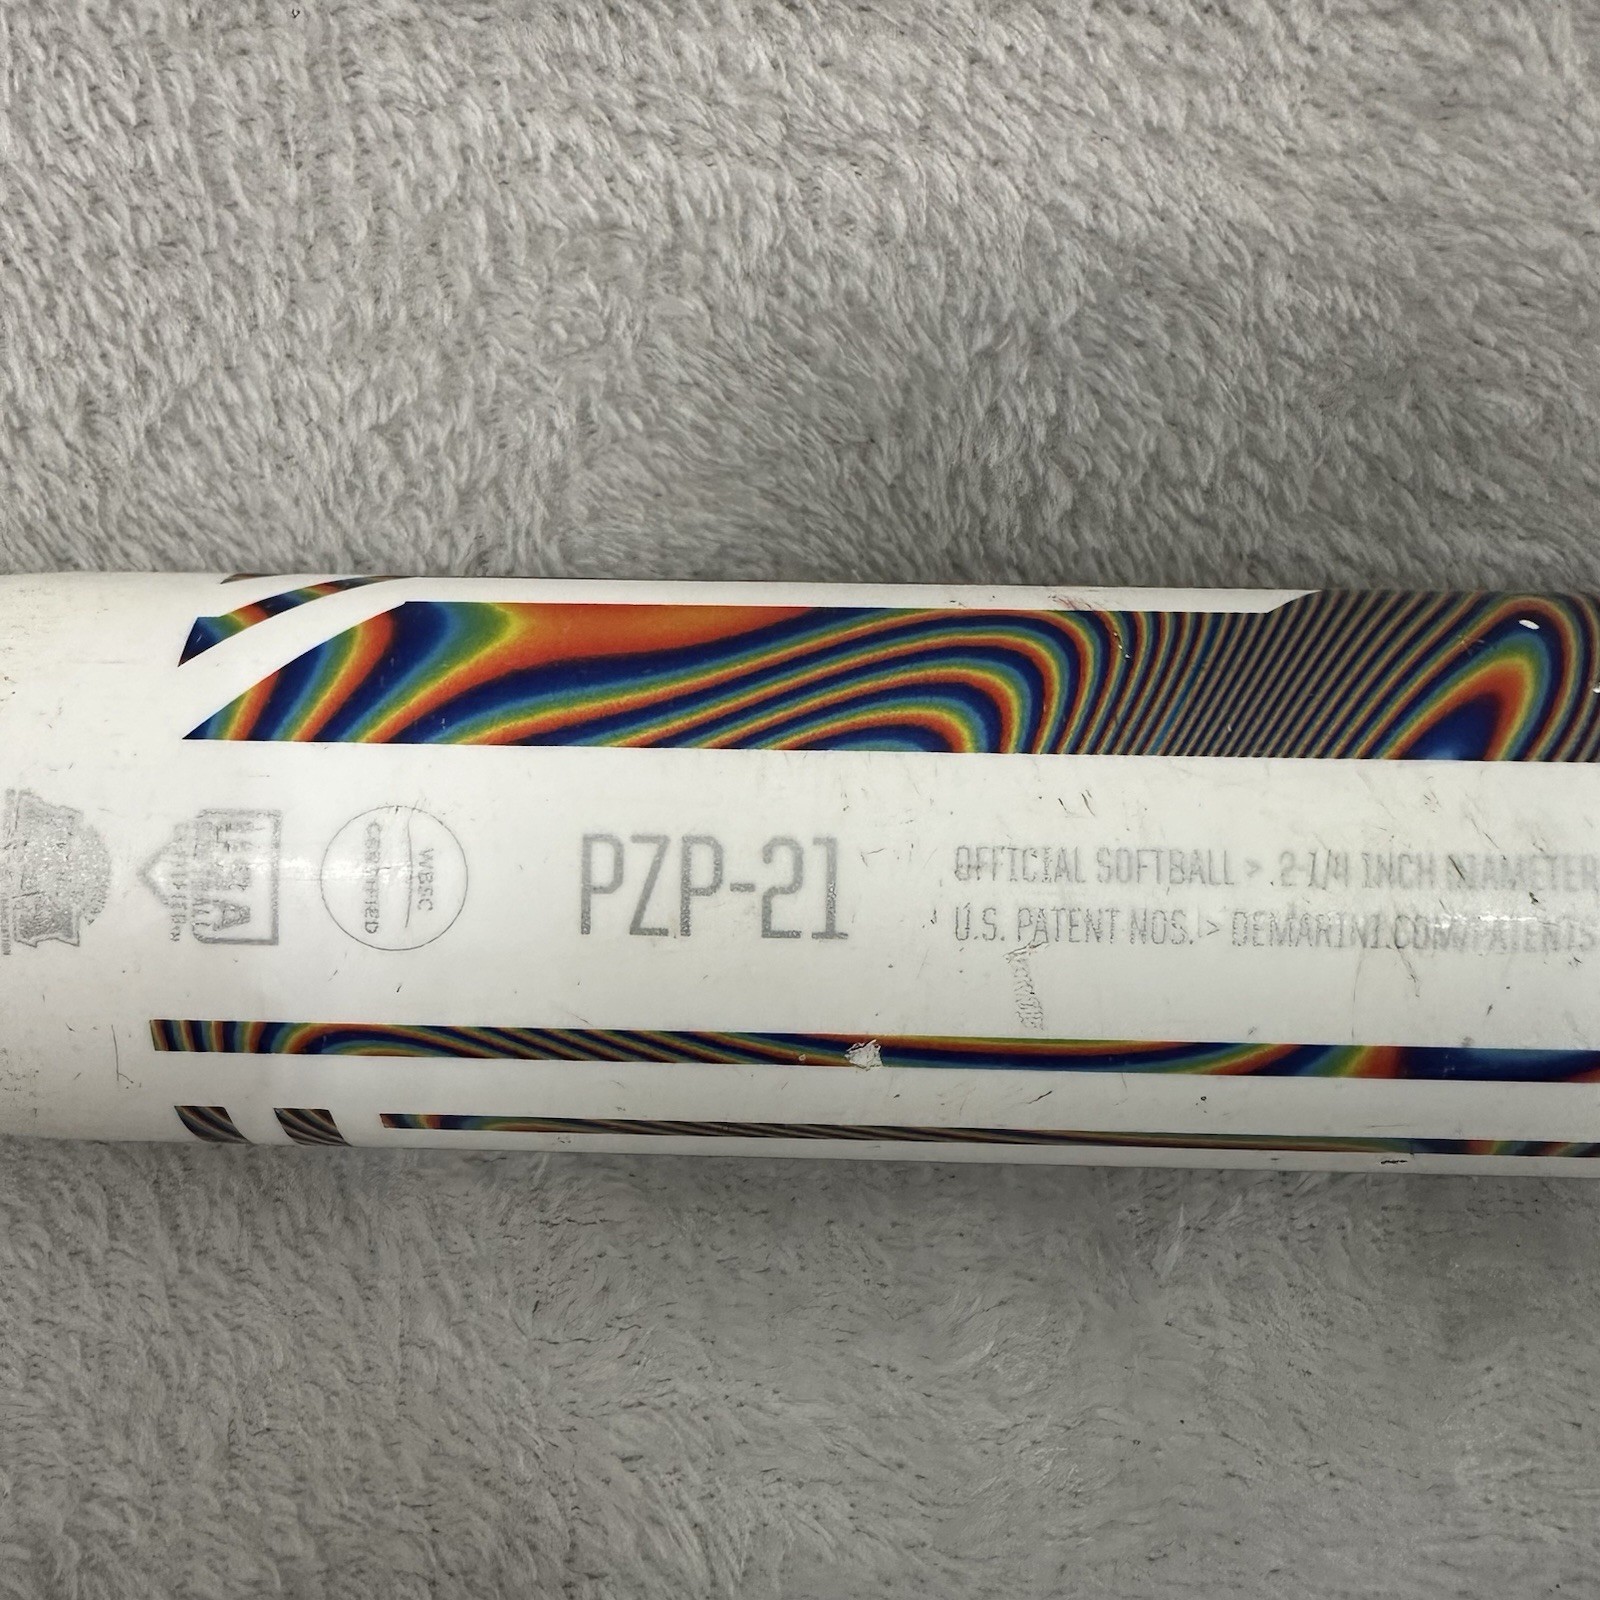 WBSC
CERTIFIED
PZP-21
OFFICIAL SOFTBALL > 2-1/4 INCH DIAMETER
U.S. PATENT NOS. > DEMARINI.COM/PATENTS